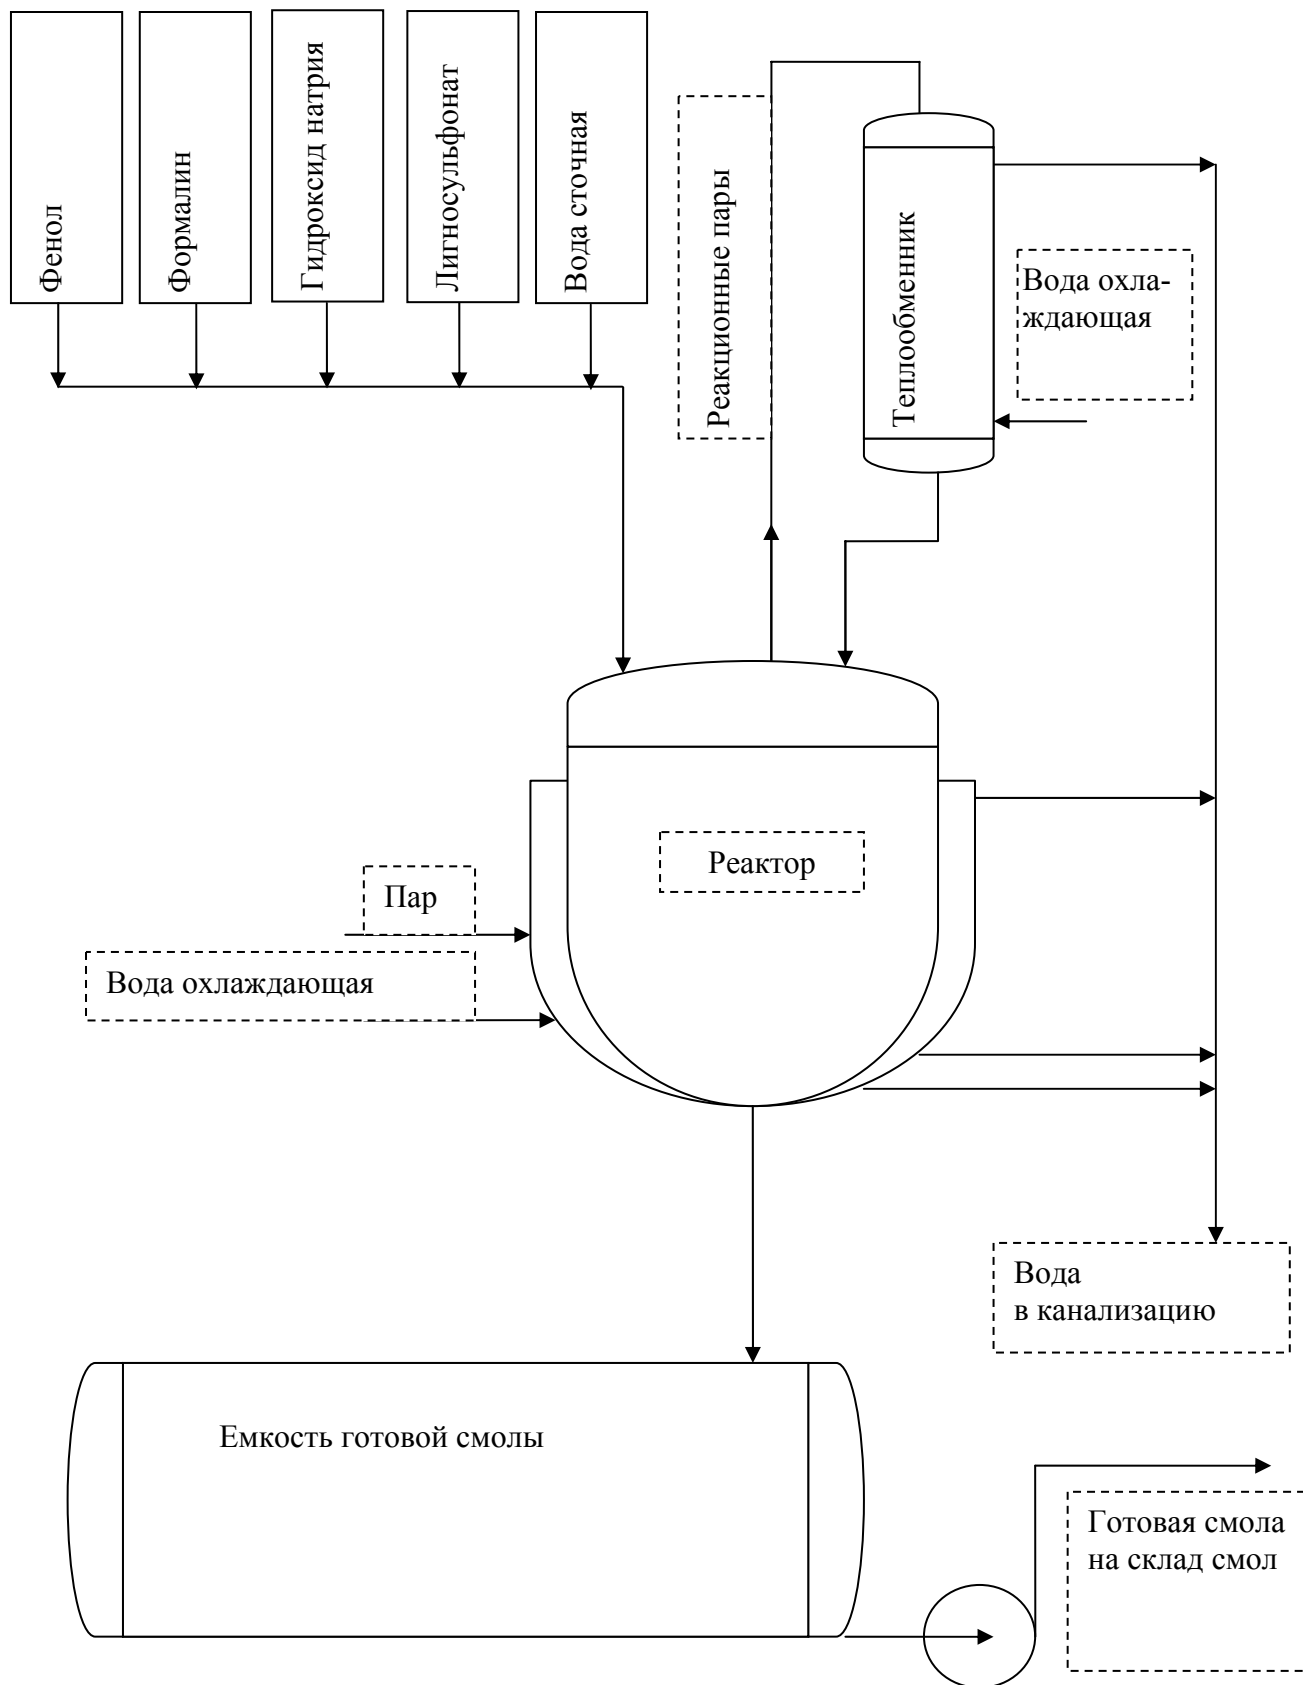 Фенол
Формалин
Гидроксид натрия
Лигносульфонат
Вода сточная
Реакционные пары
Теплообменник
Вода охла-
ждающая
Реактор
Пар
Вода охлаждающая
Вода
в канализацию
Емкость готовой смолы
Готовая смола
на склад смол